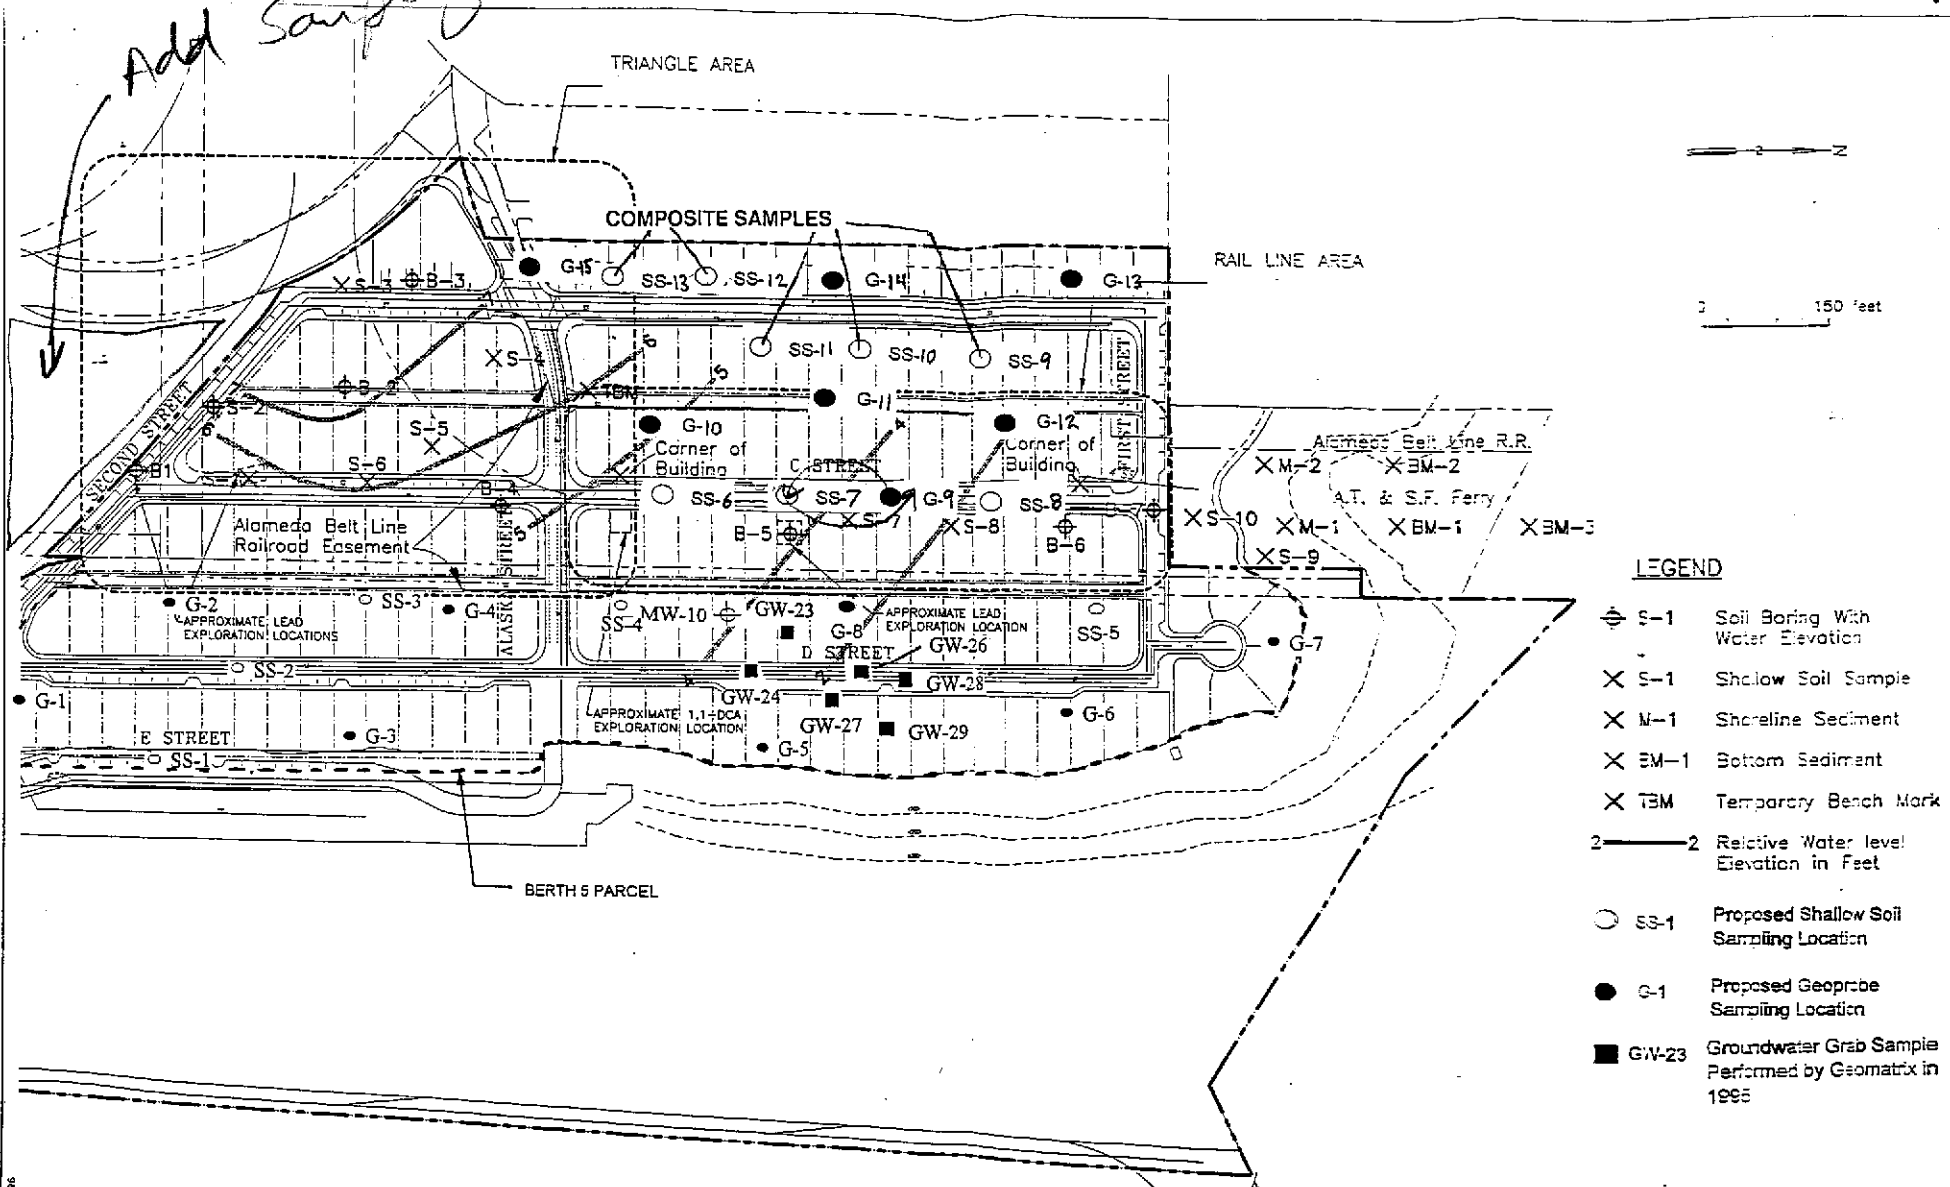 Add Sampling
TRIANGLE AREA
COMPOSITE SAMPLES
RAIL LINE AREA
150 feet
G-15
SS-13
SS-12
G-14
G-13
S-3
B-3
SS-11
SS-10
SS-9
S-4
B-2
TBM
6
5
S-2
G-11
G-10
G-12
4
6
S-5
Corner of
Building
Corner of
Building
SECOND STREET
FIRST STREET
C STREET
B1
S-6
B-4
SS-6
SS-7
G-9
SS-8
S-7
S-8
B-5
B-6
5
ALASKA STREET
Alameda Belt Line
Railroad Easement
Alameda Belt Line R.R.
M-2
BM-2
A.T. & S.F. Ferry
S-10
M-1
BM-1
BM-3
S-9
G-2
SS-3
G-4
APPROXIMATE LEAD
EXPLORATION LOCATIONS
SS-4
MW-10
GW-23
G-8
APPROXIMATE LEAD
EXPLORATION LOCATION
SS-5
G-7
D STREET
GW-26
SS-2
GW-24
2
GW-28
G-1
APPROXIMATE 1,1-DCA
EXPLORATION LOCATION
GW-27
GW-29
G-6
E STREET
G-3
G-5
SS-1
BERTH 5 PARCEL
LEGEND
S-1 Soil Boring With
Water Elevation
S-1 Shallow Soil Sample
M-1 Shoreline Sediment
BM-1 Bottom Sediment
TBM Temporary Bench Mark
2 2 Relative Water level
Elevation in Feet
SS-1 Proposed Shallow Soil
Sampling Location
G-1 Proposed Geoprobe
Sampling Location
GW-23 Groundwater Grab Sample
Performed by Geomatrix in
1995